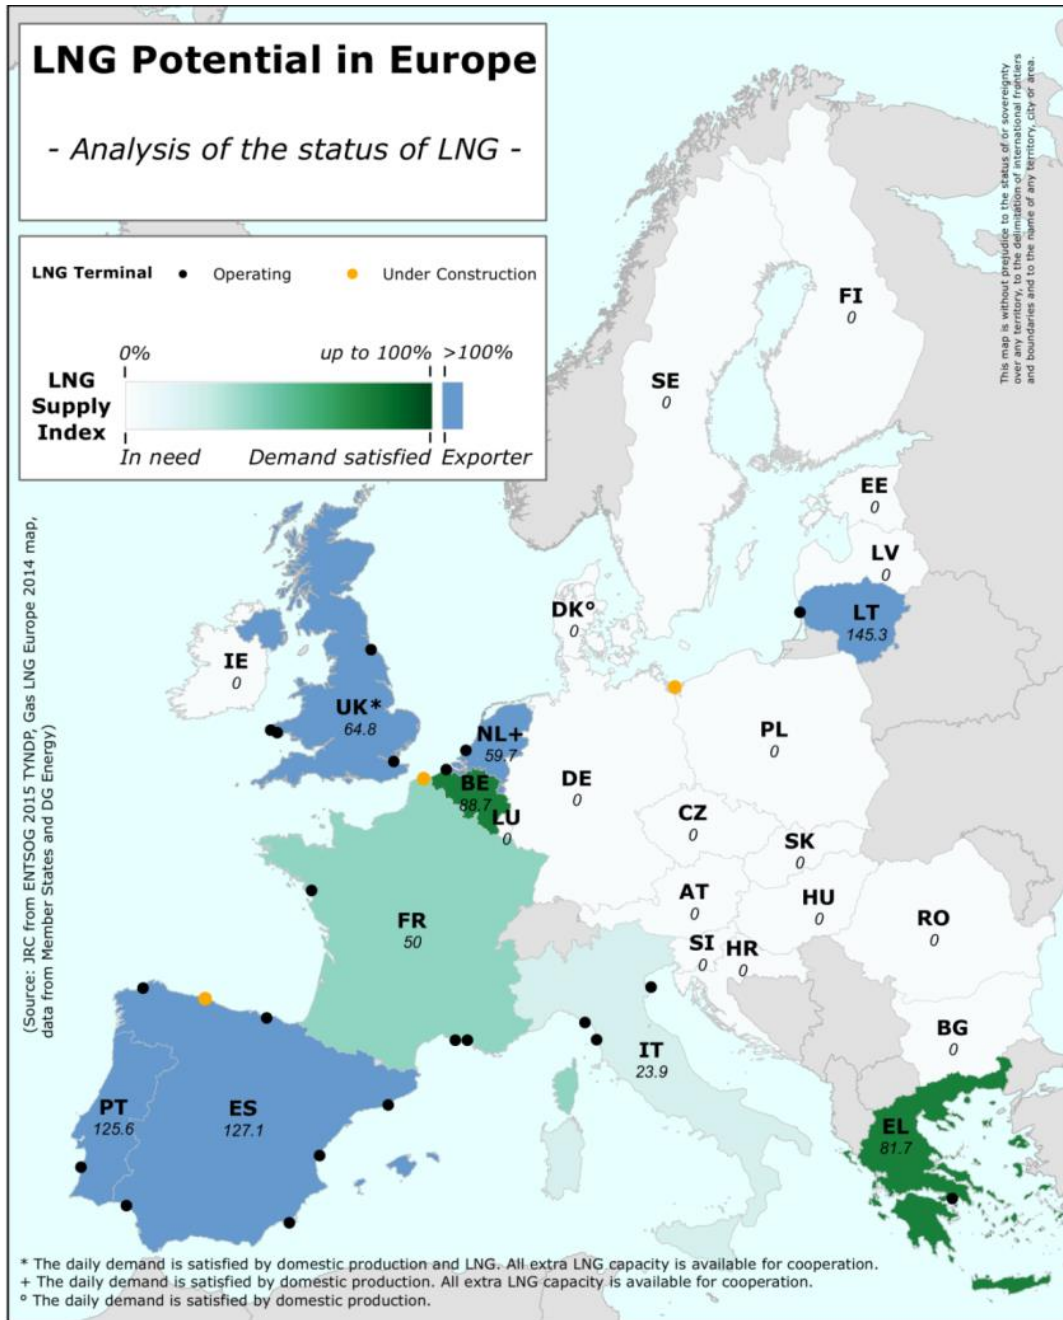 LNG Potential in Europe
- Analysis of the status of LNG -
LNG Terminal
Operating
Under Construction
0%
up to 100%
>100%
LNG
Supply
Index
In need
Demand satisfied
Exporter
This map is without prejudice to the status of or sovereignty
over any territory, to the delimitation of international frontiers
and boundaries and to the name of any territory, city or area.
(Source: JRC from ENTSOG 2015 TYNDP, Gas LNG Europe 2014 map,
data from Member States and DG Energy)
FI
0
SE
0
EE
0
LV
0
LT
145.3
DK°
0
IE
0
UK*
64.8
NL+
59.7
BE
88.7
LU
0
DE
0
PL
0
CZ
0
SK
0
AT
0
HU
0
RO
0
SI
0
HR
0
FR
50
BG
0
IT
23.9
PT
125.6
ES
127.1
EL
81.7
* The daily demand is satisfied by domestic production and LNG. All extra LNG capacity is available for cooperation.
+ The daily demand is satisfied by domestic production. All extra LNG capacity is available for cooperation.
° The daily demand is satisfied by domestic production.